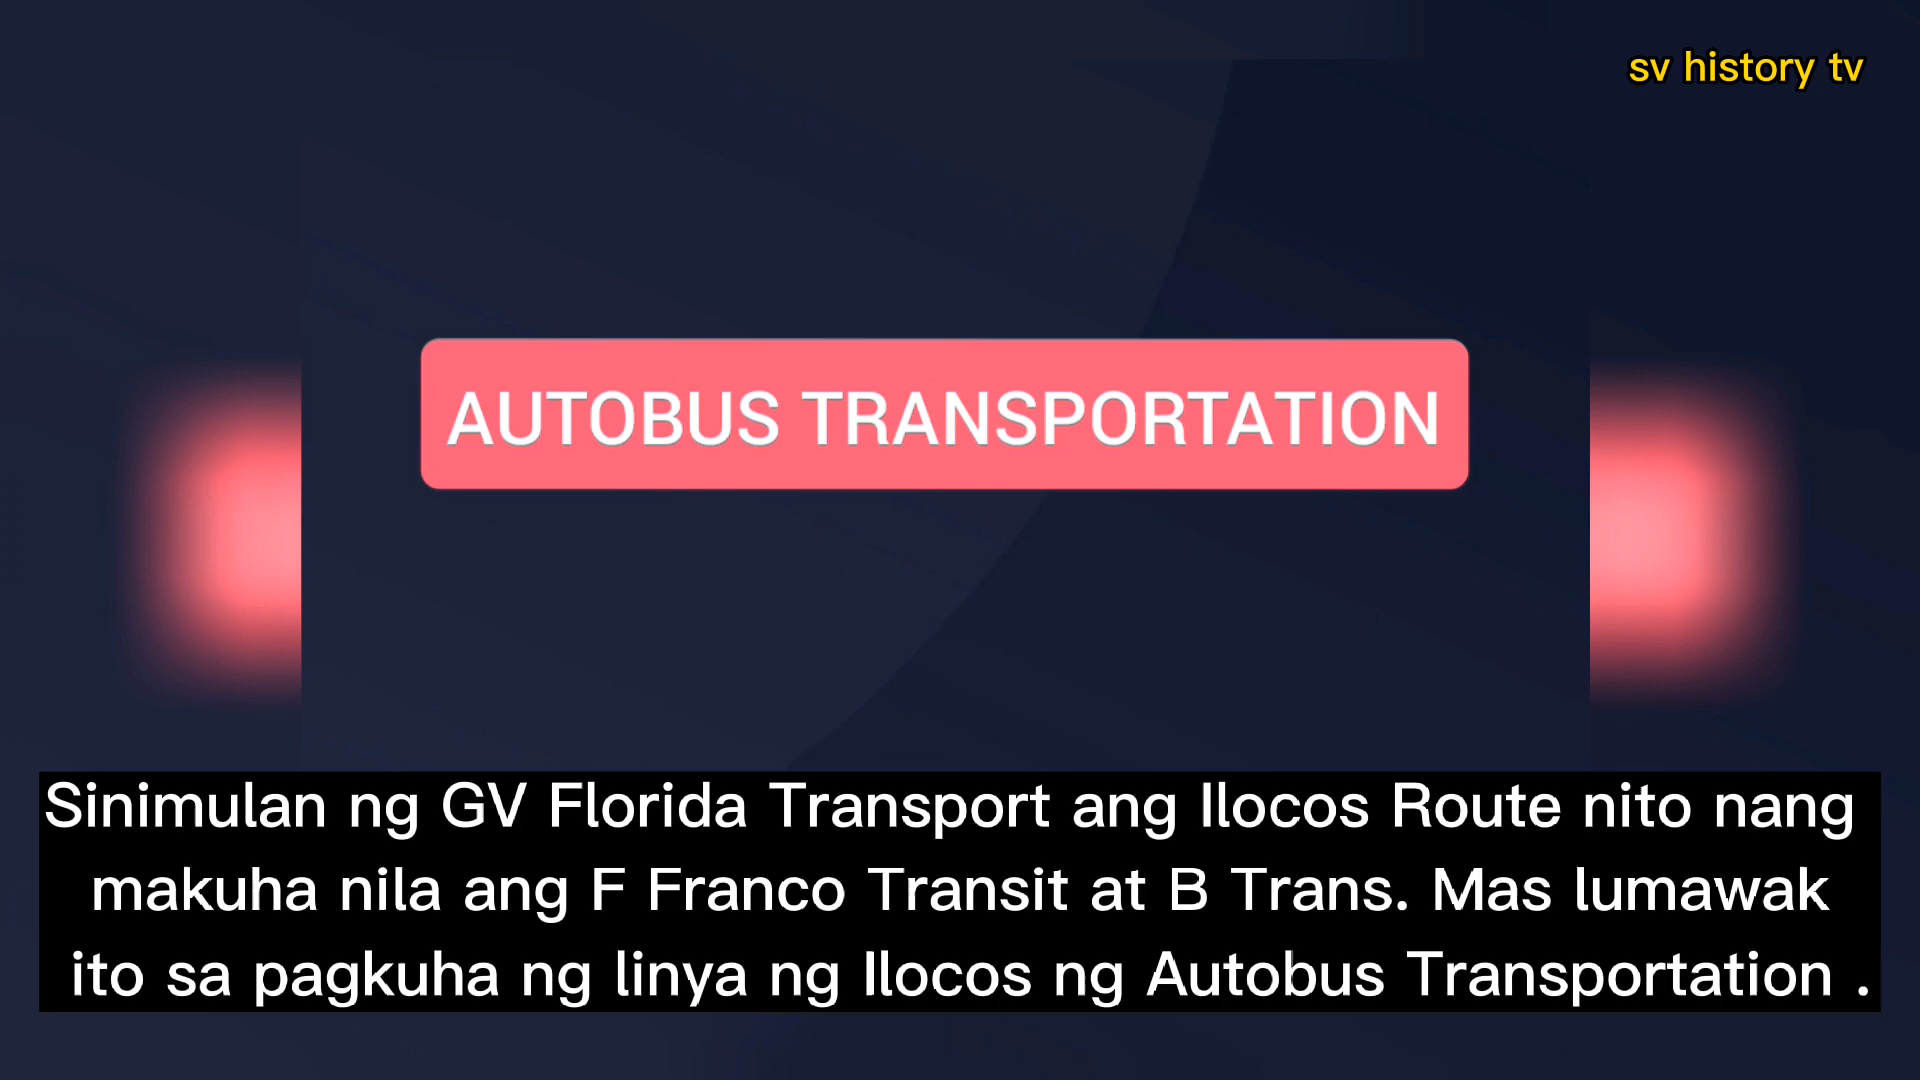 sv history tv
AUTOBUS TRANSPORTATION
Sinimulan ng GV Florida Transport ang Ilocos Route nito nang
makuha nila ang F Franco Transit at B Trans. Mas lumawak
ito sa pagkuha ng linya ng Ilocos ng Autobus Transportation .